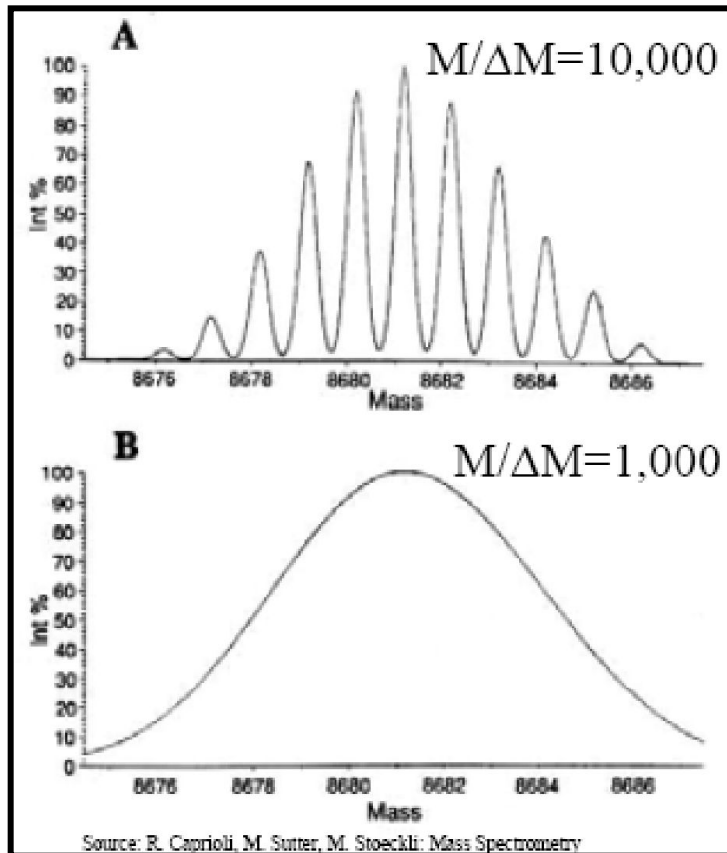 A
M/ΔM=10,000
100
90
80
70
60
50
40
30
20
10
0
Int %
8676 8678 8680 8682 8684 8686
Mass
B
M/ΔM=1,000
100
90
80
70
60
50
40
30
20
10
0
Int %
8676 8678 8680 8682 8684 8686
Mass
Source: R. Caprioli, M. Sutter, M. Stoeckli: Mass Spectrometry